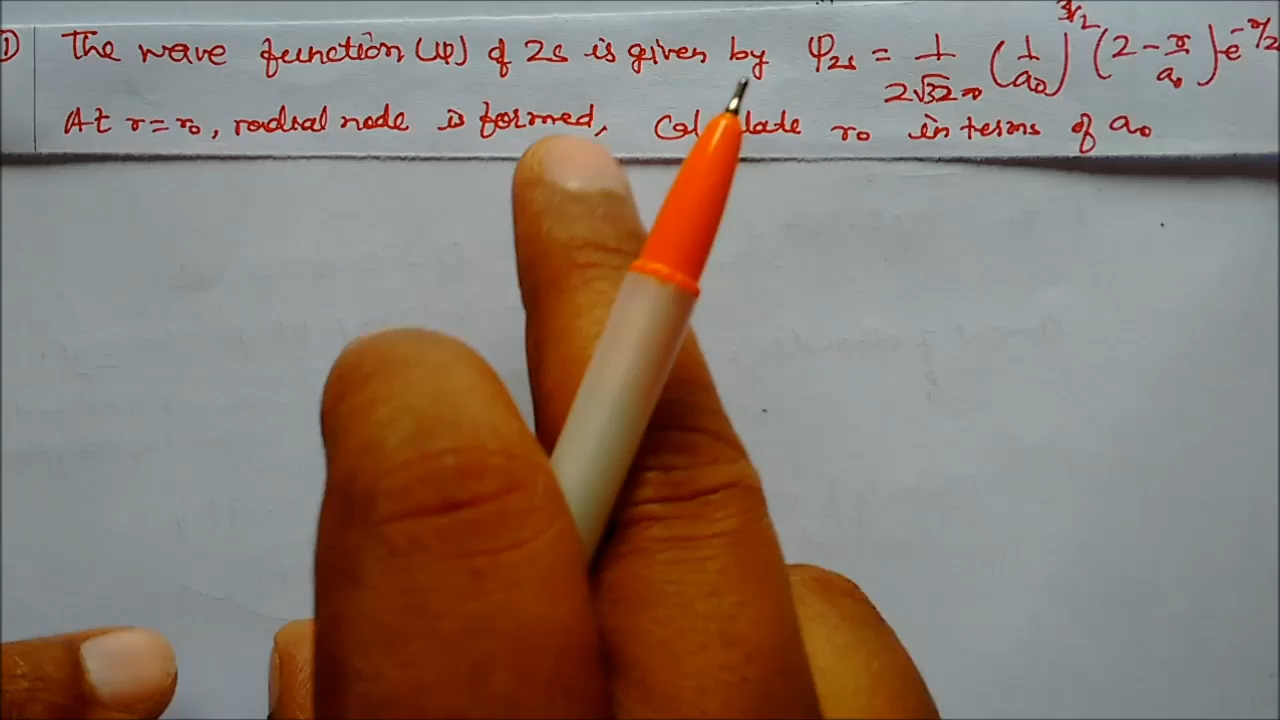 ① The wave function (ψ) of 2s is given by ψ2s = 1/2√32π (1/a₀)^3/2 (2 - r/a₀) e^-r/2
At r = r₀, radial node is formed, Calculate r₀ in terms of a₀